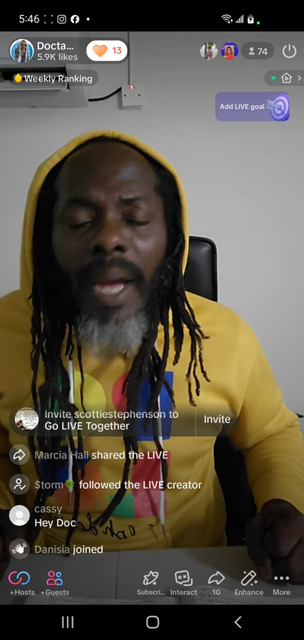 5:46
Docta...
5.9K likes
13
74
Weekly Ranking
Add LIVE goal
Invite scottiestephenson to
Go LIVE Together
Invite
Marcia Hall shared the LIVE
$torm followed the LIVE creator
cassy
Hey Doc
Danisia joined
+Hosts
+Guests
Subscri...
Interact
10
Enhance
More